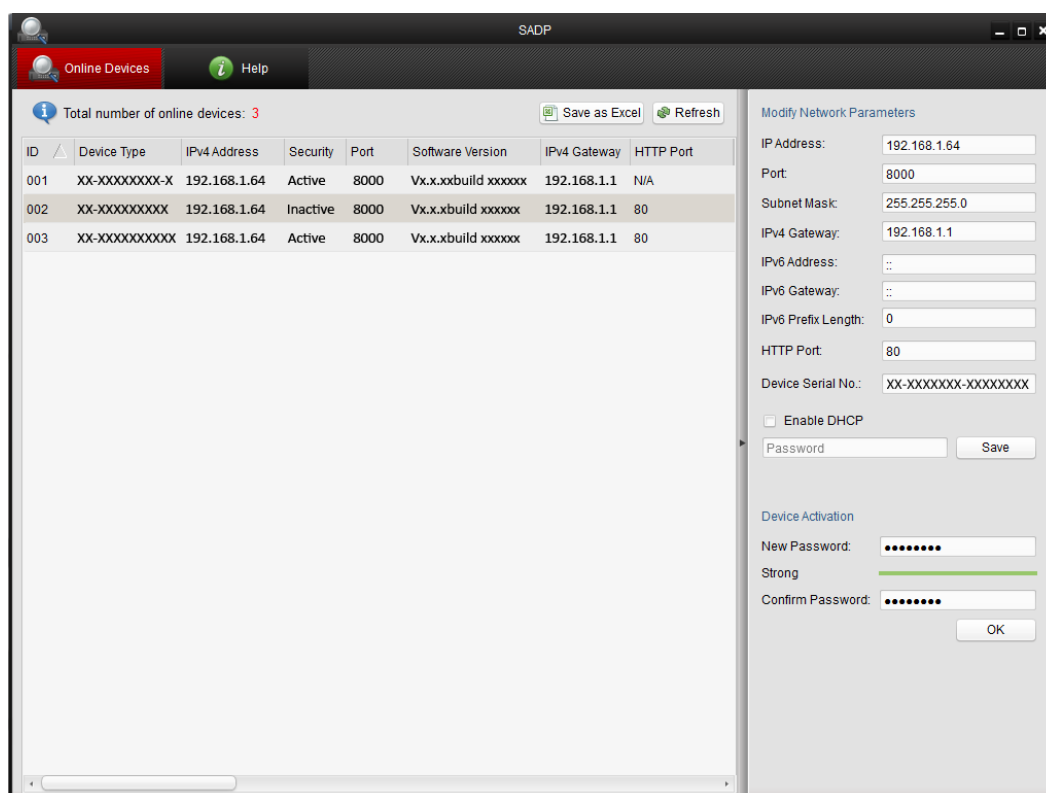 SADP
Online Devices Help
Total number of online devices: 3 Save as Excel Refresh
ID Device Type IPv4 Address Security Port Software Version IPv4 Gateway HTTP Port
001 XX-XXXXXXXX-X 192.168.1.64 Active 8000 Vx.x.xxbuild xxxxxx 192.168.1.1 N/A
002 XX-XXXXXXXXX 192.168.1.64 Inactive 8000 Vx.x.xbuild xxxxxx 192.168.1.1 80
003 XX-XXXXXXXXXX 192.168.1.64 Active 8000 Vx.x.xbuild xxxxxx 192.168.1.1 80
Modify Network Parameters
IP Address: 192.168.1.64
Port: 8000
Subnet Mask: 255.255.255.0
IPv4 Gateway: 192.168.1.1
IPv6 Address: ::
IPv6 Gateway: ::
IPv6 Prefix Length: 0
HTTP Port: 80
Device Serial No.: XX-XXXXXXX-XXXXXXXX
Enable DHCP
Password Save
Device Activation
New Password: ●●●●●●●●
Strong
Confirm Password: ●●●●●●●●
OK